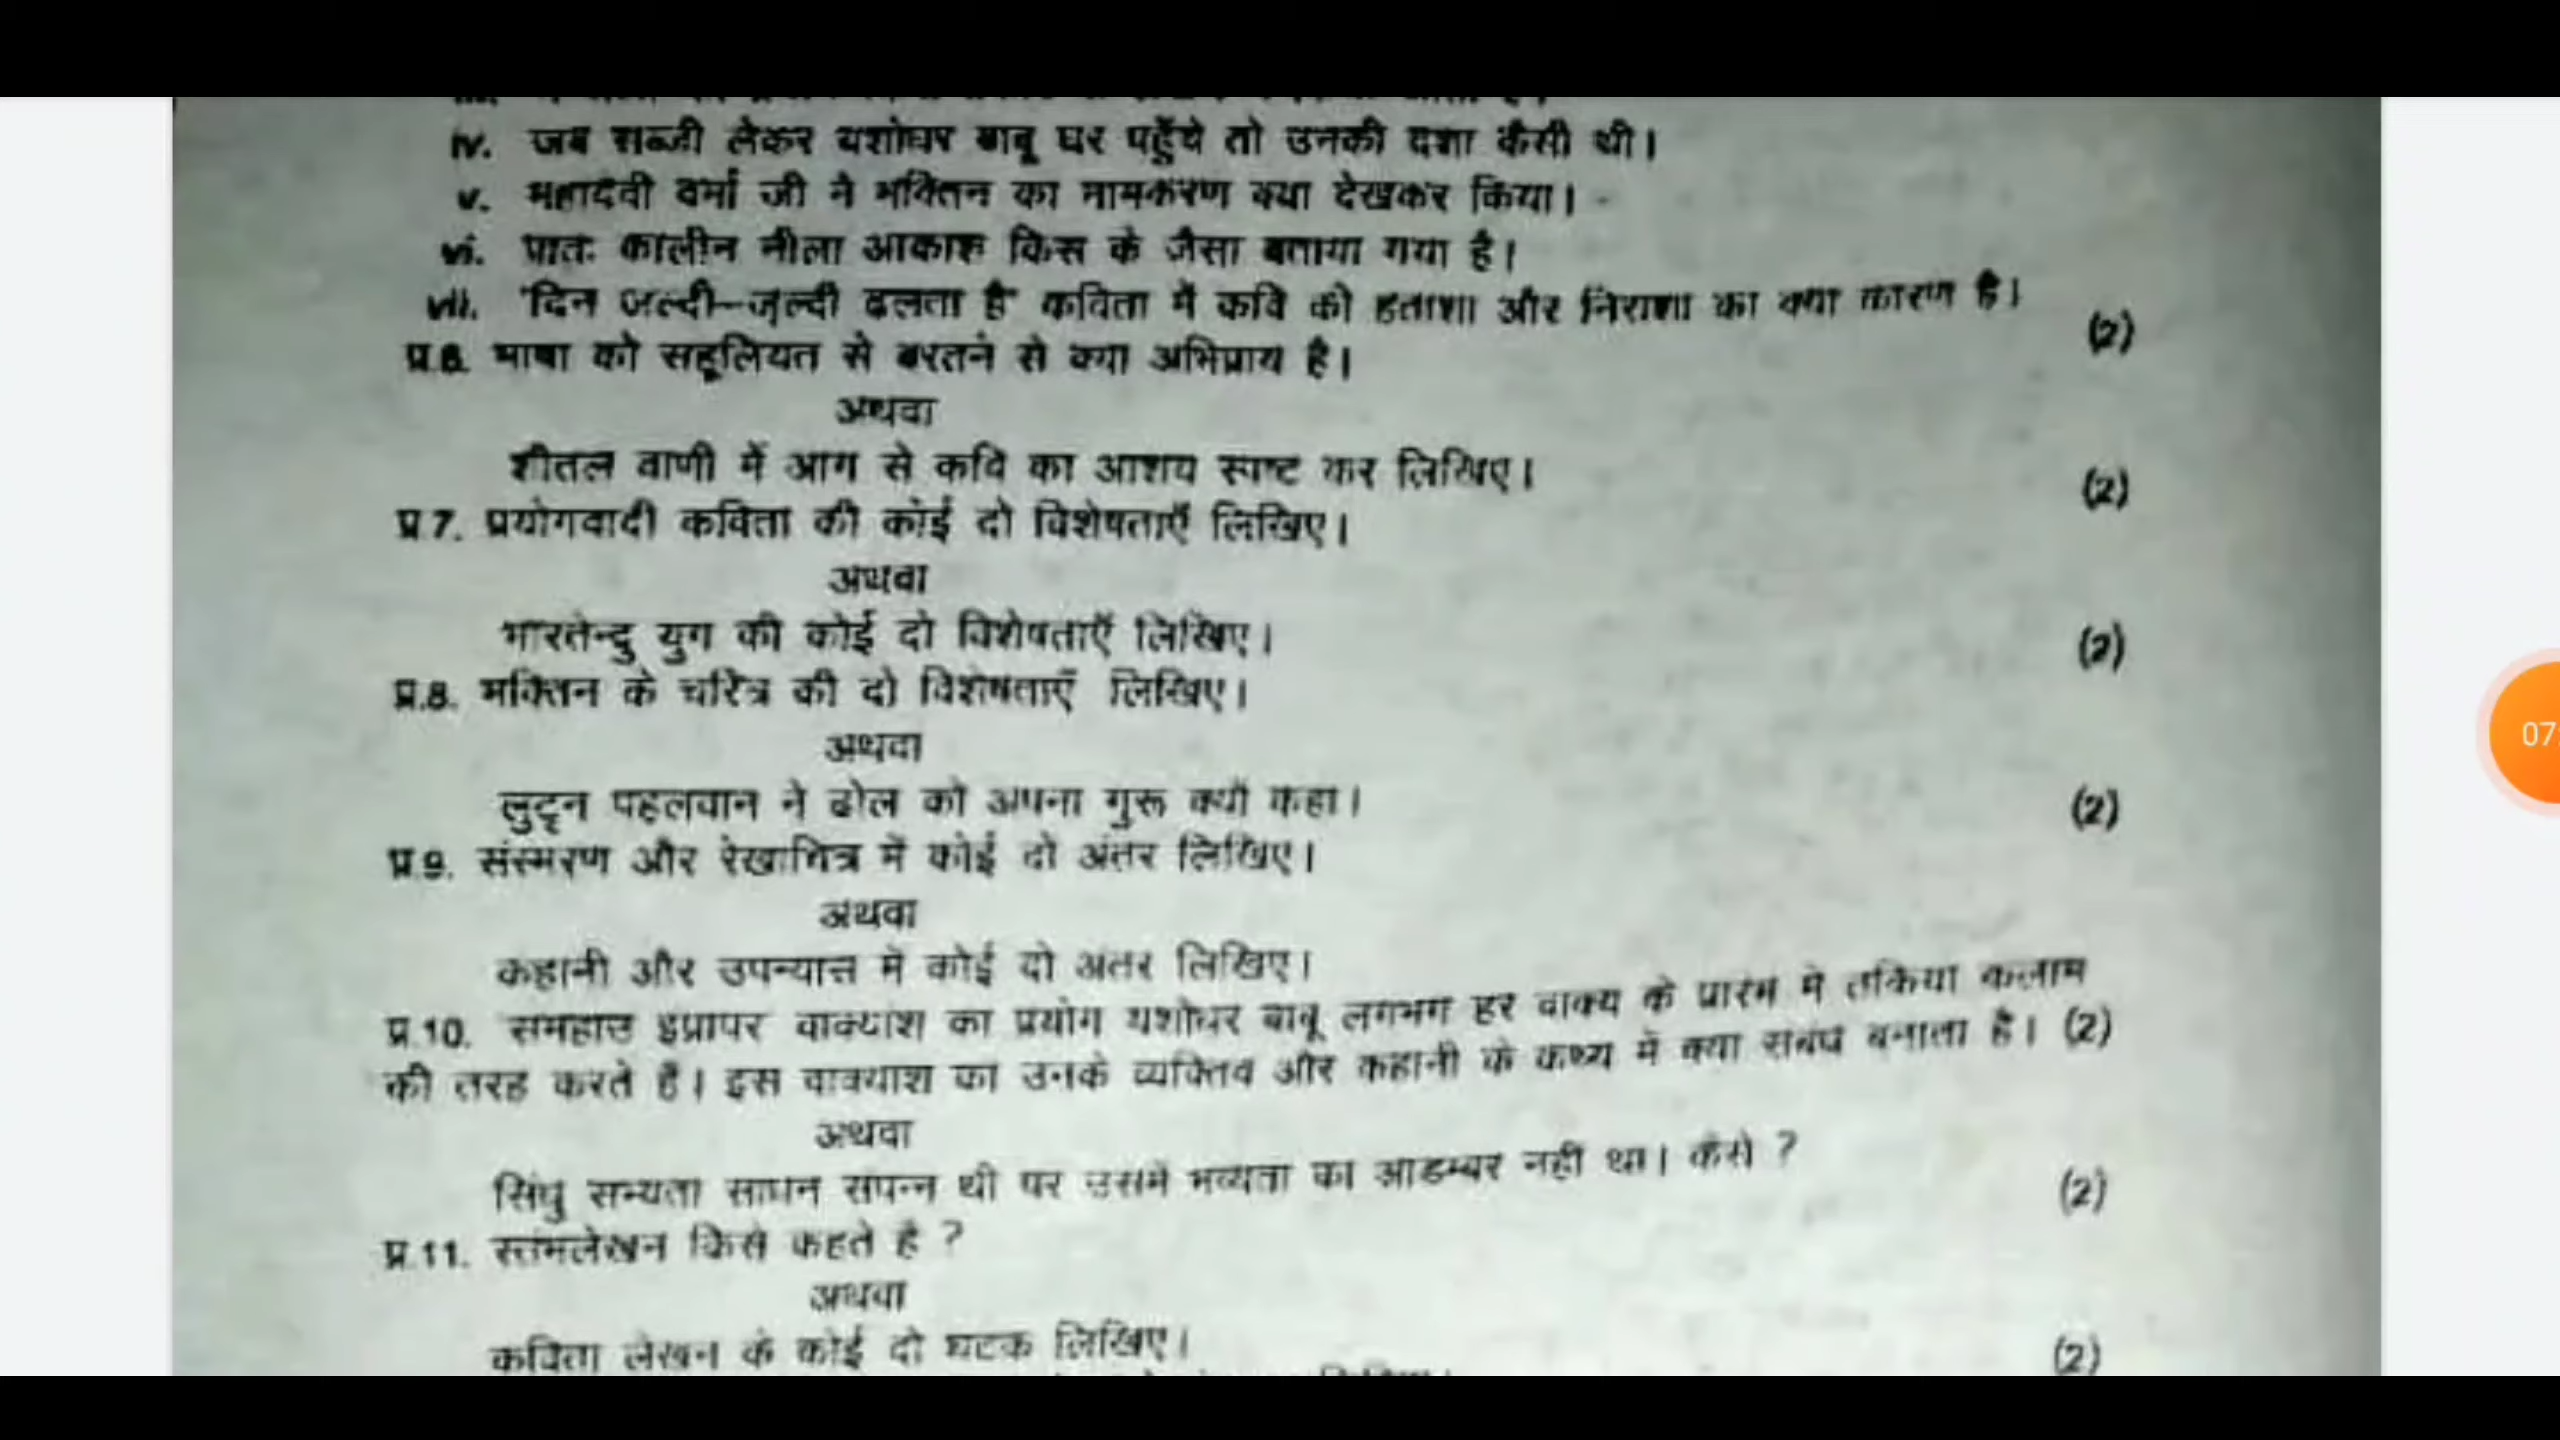 iv. जब सब्जी लेकर यशोधर बाबू घर पहुँचे तो उनकी दशा कैसी थी।
v. महादेवी वर्मा जी ने भक्तिन का नामकरण क्या देखकर किया।
vi. प्रातः कालीन नीला आकाश किस के जैसा बताया गया है।
vii. 'दिन जल्दी–जल्दी ढलता है' कविता में कवि की हताशा और निराशा का क्या कारण है।
प्र.6. भाषा को सहूलियत से बरतने से क्या अभिप्राय है। (2)
अथवा
शीतल वाणी में आग से कवि का आशय स्पष्ट कर लिखिए।
प्र.7. प्रयोगवादी कविता की कोई दो विशेषताएँ लिखिए। (2)
अथवा
भारतेन्दु युग की कोई दो विशेषताएँ लिखिए।
प्र.8. भक्तिन के चरित्र की दो विशेषताएँ लिखिए। (2)
अथवा
लुट्टन पहलवान ने ढोल को अपना गुरू क्यों कहा।
प्र.9. संस्मरण और रेखाचित्र में कोई दो अंतर लिखिए। (2)
अथवा
कहानी और उपन्यास में कोई दो अंतर लिखिए।
प्र.10. समहाउ इंप्रापर वाक्यांश का प्रयोग यशोधर बाबू लगभग हर वाक्य के प्रारंभ में तकिया कलाम
की तरह करते हैं। इस वाक्यांश का उनके व्यक्तिव और कहानी के कथ्य में क्या संबंध बनाता है। (2)
अथवा
सिंधु सभ्यता साधन संपन्न थी पर उसमें भव्यता का आडम्बर नहीं था। कैसे ?
प्र.11. स्तंभलेखन किसे कहते है ? (2)
अथवा
कविता लेखन के कोई दो घटक लिखिए।
(2)
07